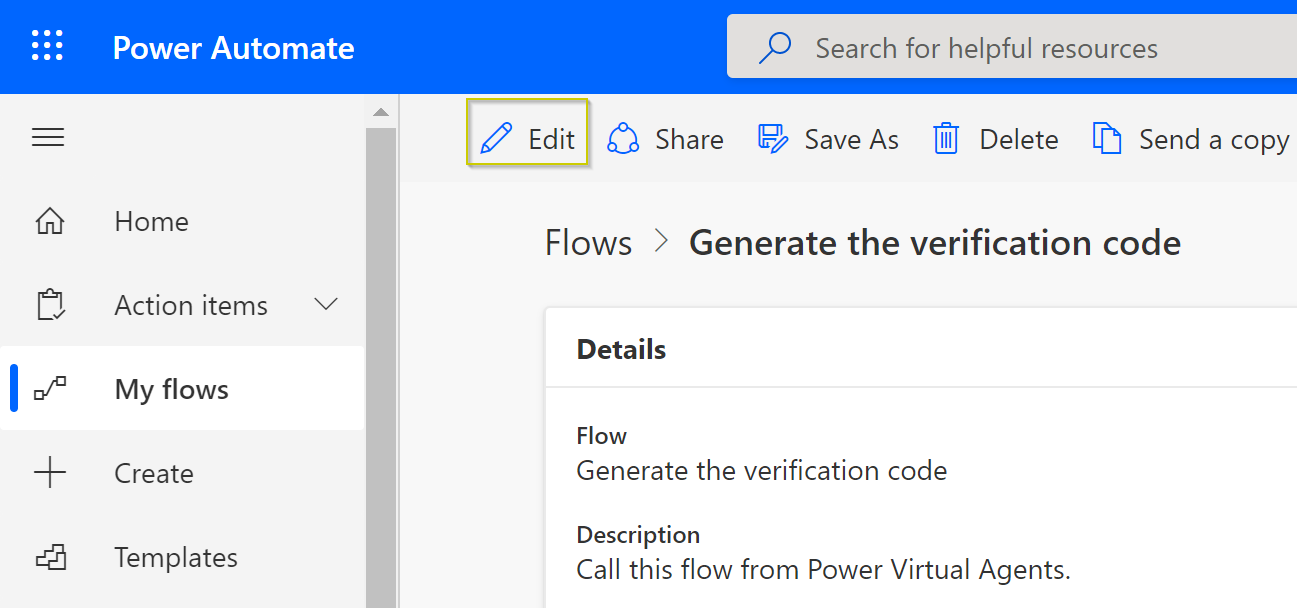 Power Automate
Search for helpful resources
Edit
Share
Save As
Delete
Send a copy
Home
Action items
My flows
Create
Templates
Flows
Generate the verification code
Details
Flow
Generate the verification code
Description
Call this flow from Power Virtual Agents.